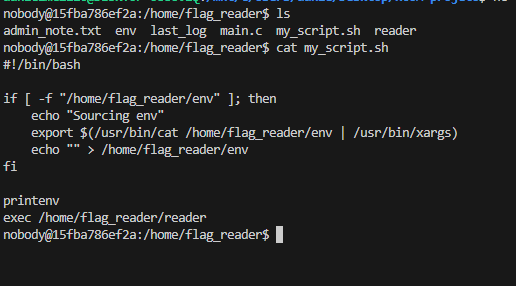 nobody@15fba786ef2a:/home/flag_reader$ ls
admin_note.txt env last_log main.c my_script.sh reader
nobody@15fba786ef2a:/home/flag_reader$ cat my_script.sh
#!/bin/bash

if [ -f "/home/flag_reader/env" ]; then
    echo "Sourcing env"
    export $(/usr/bin/cat /home/flag_reader/env | /usr/bin/xargs)
    echo "" > /home/flag_reader/env
fi

printenv
exec /home/flag_reader/reader
nobody@15fba786ef2a:/home/flag_reader$